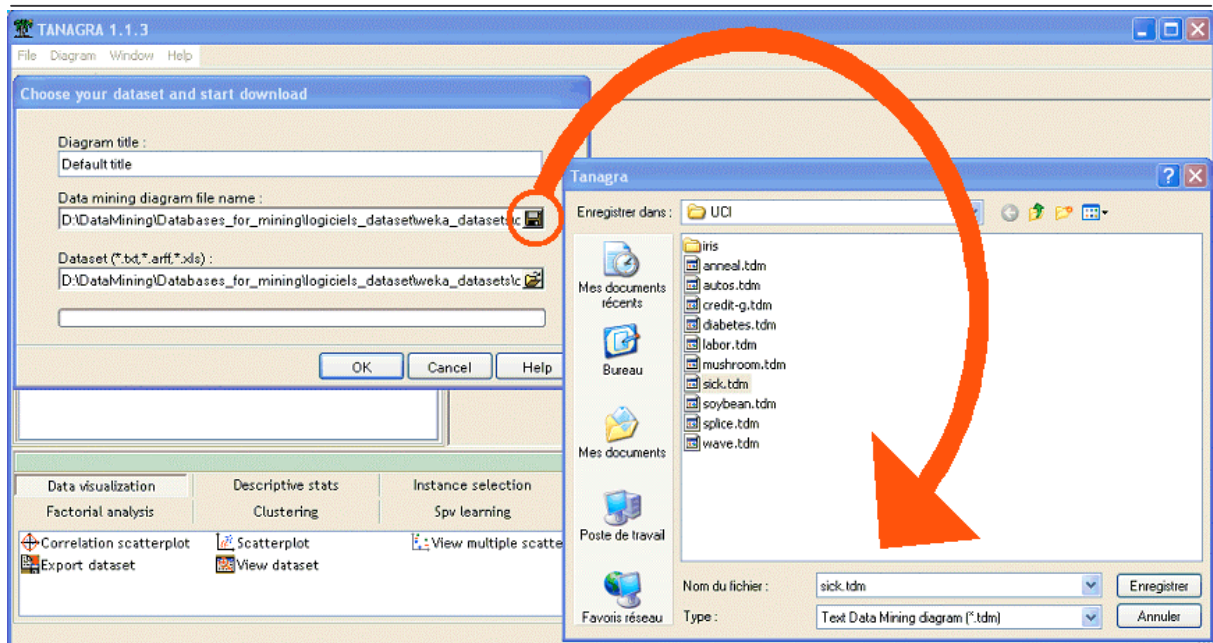 TANAGRA 1.1.3
File Diagram Window Help
Choose your dataset and start download
Diagram title :
Default title
Data mining diagram file name :
D:\DataMining\Databases_for_mining\logiciels_dataset\weka_datasets\c
Dataset (*.txt,*.arff,*.xls) :
D:\DataMining\Databases_for_mining\logiciels_dataset\weka_datasets\c
OK Cancel Help
Tanagra
Enregistrer dans : UCI
Mes documents récents
Bureau
Mes documents
Poste de travail
Favoris réseau
iris
anneal.tdm
autos.tdm
credit-g.tdm
diabetes.tdm
labor.tdm
mushroom.tdm
sick.tdm
soybean.tdm
splice.tdm
wave.tdm
Nom du fichier : sick.tdm Enregistrer
Type : Text Data Mining diagram (*.tdm) Annuler
Data visualization Descriptive stats Instance selection
Factorial analysis Clustering Spv learning
Correlation scatterplot Scatterplot View multiple scatte
Export dataset View dataset